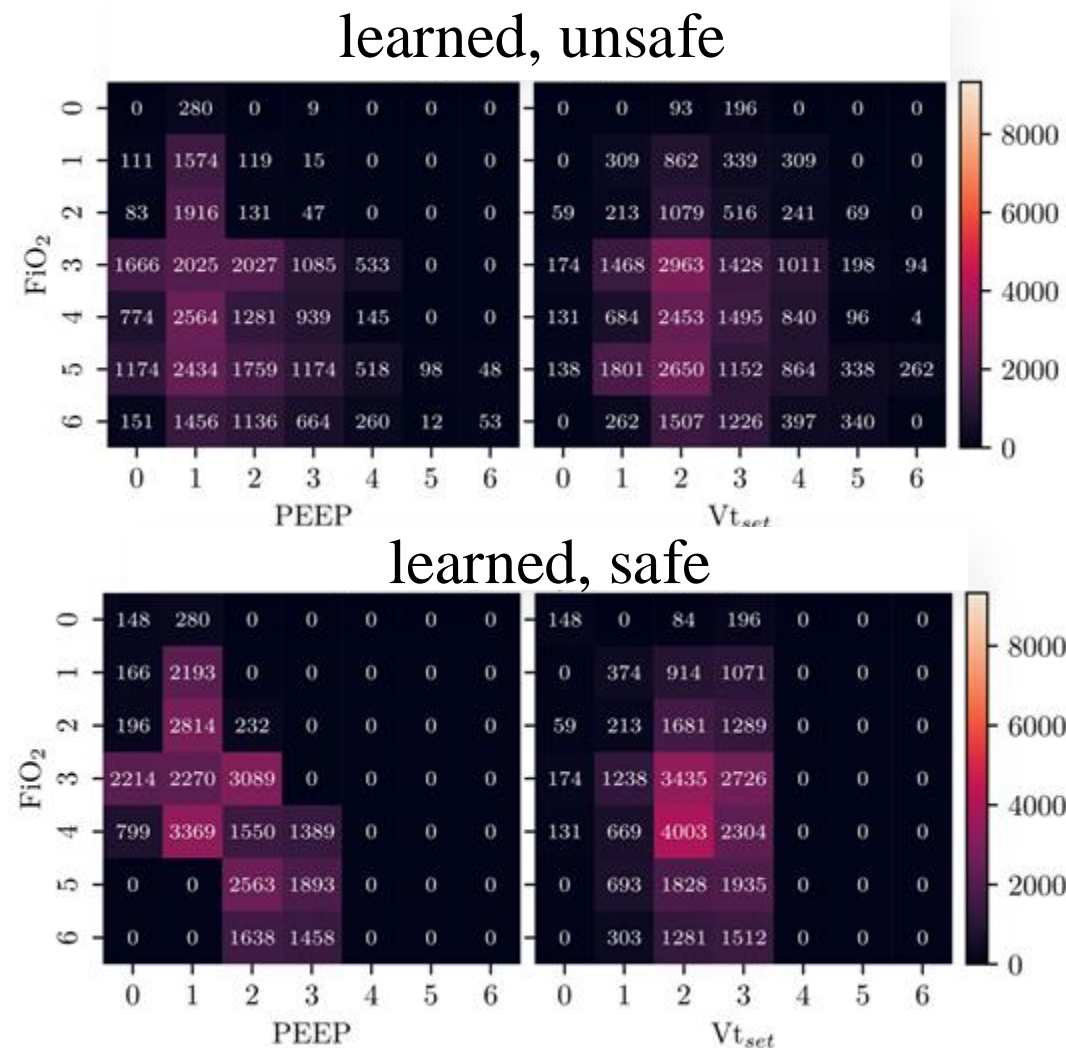 learned, unsafe
0 0 280 0 9 0 0 0 0 0 93 196 0 0 0 8000
1 111 1574 119 15 0 0 0 0 309 862 339 309 0 0
2 83 1916 131 47 0 0 0 59 213 1079 516 241 69 0 6000
FiO2
3 1666 2025 2027 1085 533 0 0 174 1468 2963 1428 1011 198 94
4 774 2564 1281 939 145 0 0 131 684 2453 1495 840 96 4 4000
5 1174 2434 1759 1174 518 98 48 138 1801 2650 1152 864 338 262 2000
6 151 1456 1136 664 260 12 53 0 262 1507 1226 397 340 0 0
0 1 2 3 4 5 6 0 1 2 3 4 5 6
PEEP Vtset
learned, safe
0 148 280 0 0 0 0 0 148 0 84 196 0 0 0 8000
1 166 2193 0 0 0 0 0 0 374 914 1071 0 0 0
2 196 2814 232 0 0 0 0 59 213 1681 1289 0 0 0 6000
FiO2
3 2214 2270 3089 0 0 0 0 174 1238 3435 2726 0 0 0
4 799 3369 1550 1389 0 0 0 131 669 4003 2304 0 0 0 4000
5 0 0 2563 1893 0 0 0 0 693 1828 1935 0 0 0 2000
6 0 0 1638 1458 0 0 0 0 303 1281 1512 0 0 0 0
0 1 2 3 4 5 6 0 1 2 3 4 5 6
PEEP Vtset